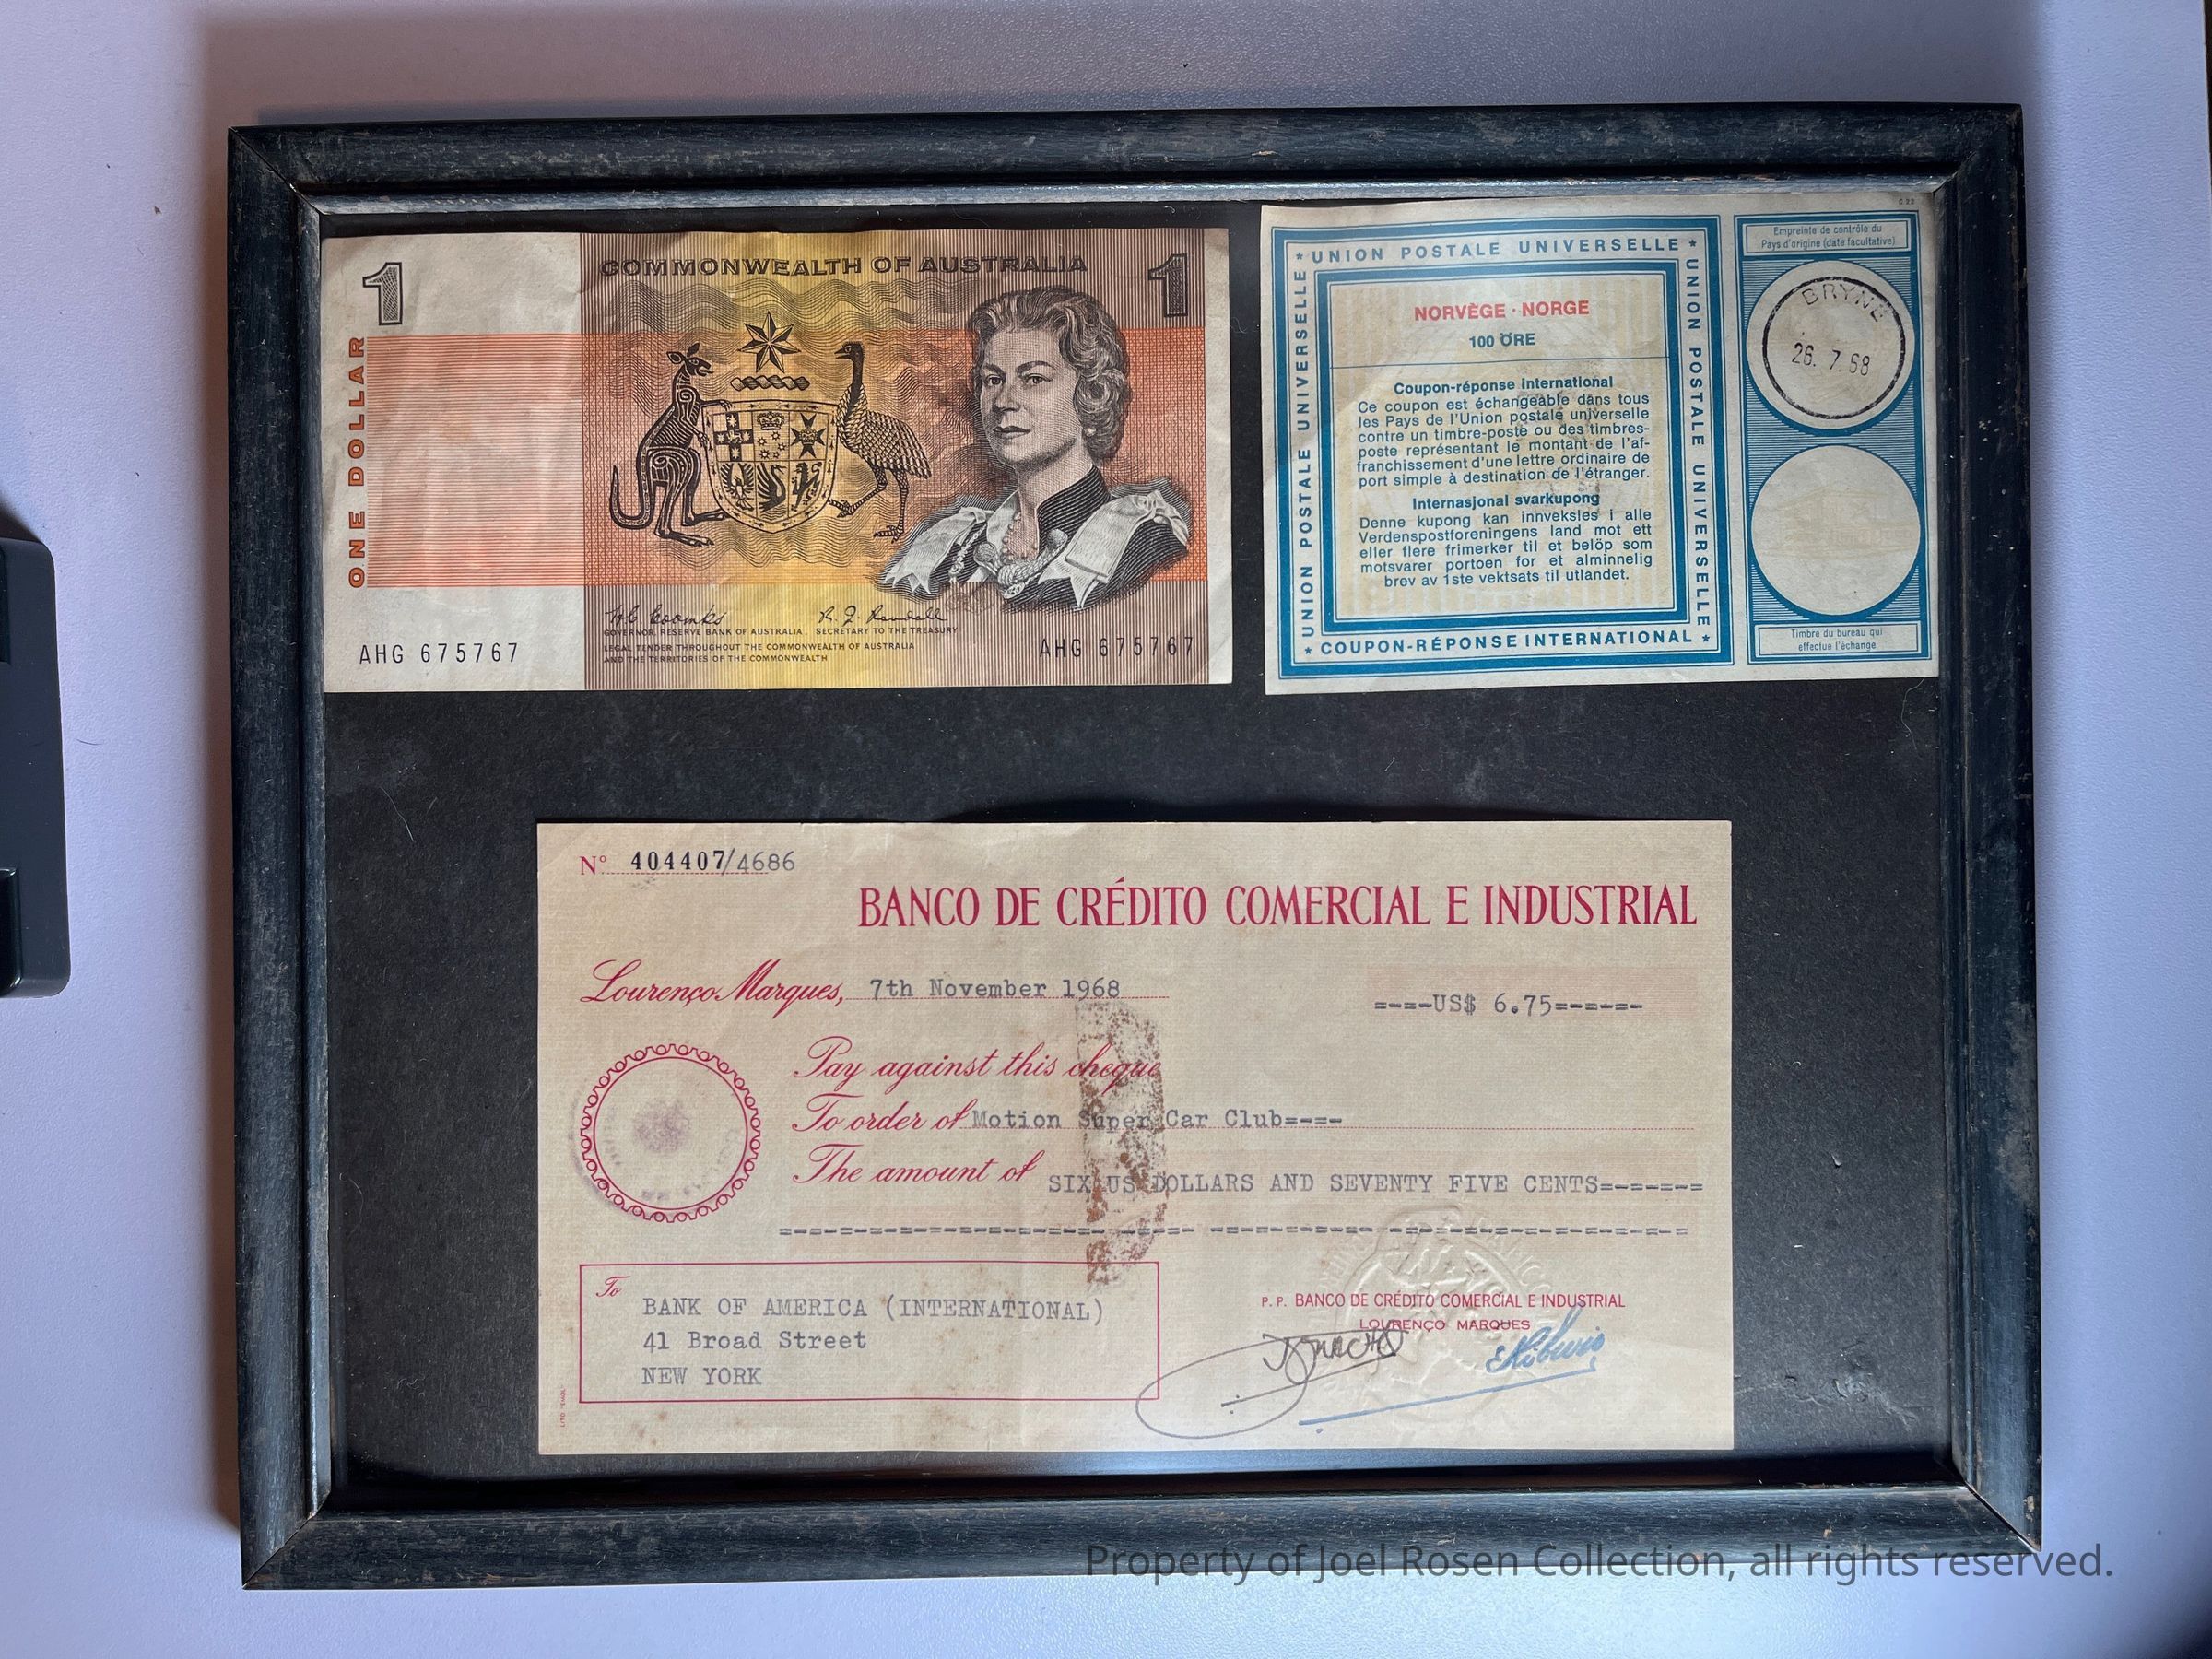 COMMONWEALTH OF AUSTRALIA
1
1
ONE DOLLAR
H.C. Coombs
R. J. Randall
GOVERNOR, RESERVE BANK OF AUSTRALIA. SECRETARY TO THE TREASURY
LEGAL TENDER THROUGHOUT THE COMMONWEALTH OF AUSTRALIA
AND THE TERRITORIES OF THE COMMONWEALTH
AHG 675767
AHG 675767
C 22
* UNION POSTALE UNIVERSELLE *
UNION POSTALE UNIVERSELLE
UNION POSTALE UNIVERSELLE
NORVÈGE · NORGE
100 ÖRE
Coupon-réponse international
Ce coupon est échangeable dans tous
les Pays de l'Union postale universelle
contre un timbre-poste ou des timbres-
poste représentant le montant de l'af-
franchissement d'une lettre ordinaire de
port simple à destination de l'étranger.
Internasjonal svarkupong
Denne kupong kan innveksles i alle
Verdenspostforeningens land mot ett
eller flere frimerker til et belöp som
motsvarer portoen for et alminnelig
brev av 1ste vektsats til utlandet.
* COUPON-RÉPONSE INTERNATIONAL *
Empreinte de contrôle du
Pays d'origine (date facultative)
BRYNE
26. 7. 68
Timbre du bureau qui
effectue l'échange
Nº 404407/4686
BANCO DE CRÉDITO COMERCIAL E INDUSTRIAL
Lourenço Marques, 7th November 1968
=-=-US$ 6.75=-=-=-
Pay against this cheque
To order of Motion Super Car Club=-=-
The amount of SIX US DOLLARS AND SEVENTY FIVE CENTS=-=-=-=
To
BANK OF AMERICA (INTERNATIONAL)
41 Broad Street
NEW YORK
P. P. BANCO DE CRÉDITO COMERCIAL E INDUSTRIAL
LOURENÇO MARQUES
Property of Joel Rosen Collection, all rights reserved.